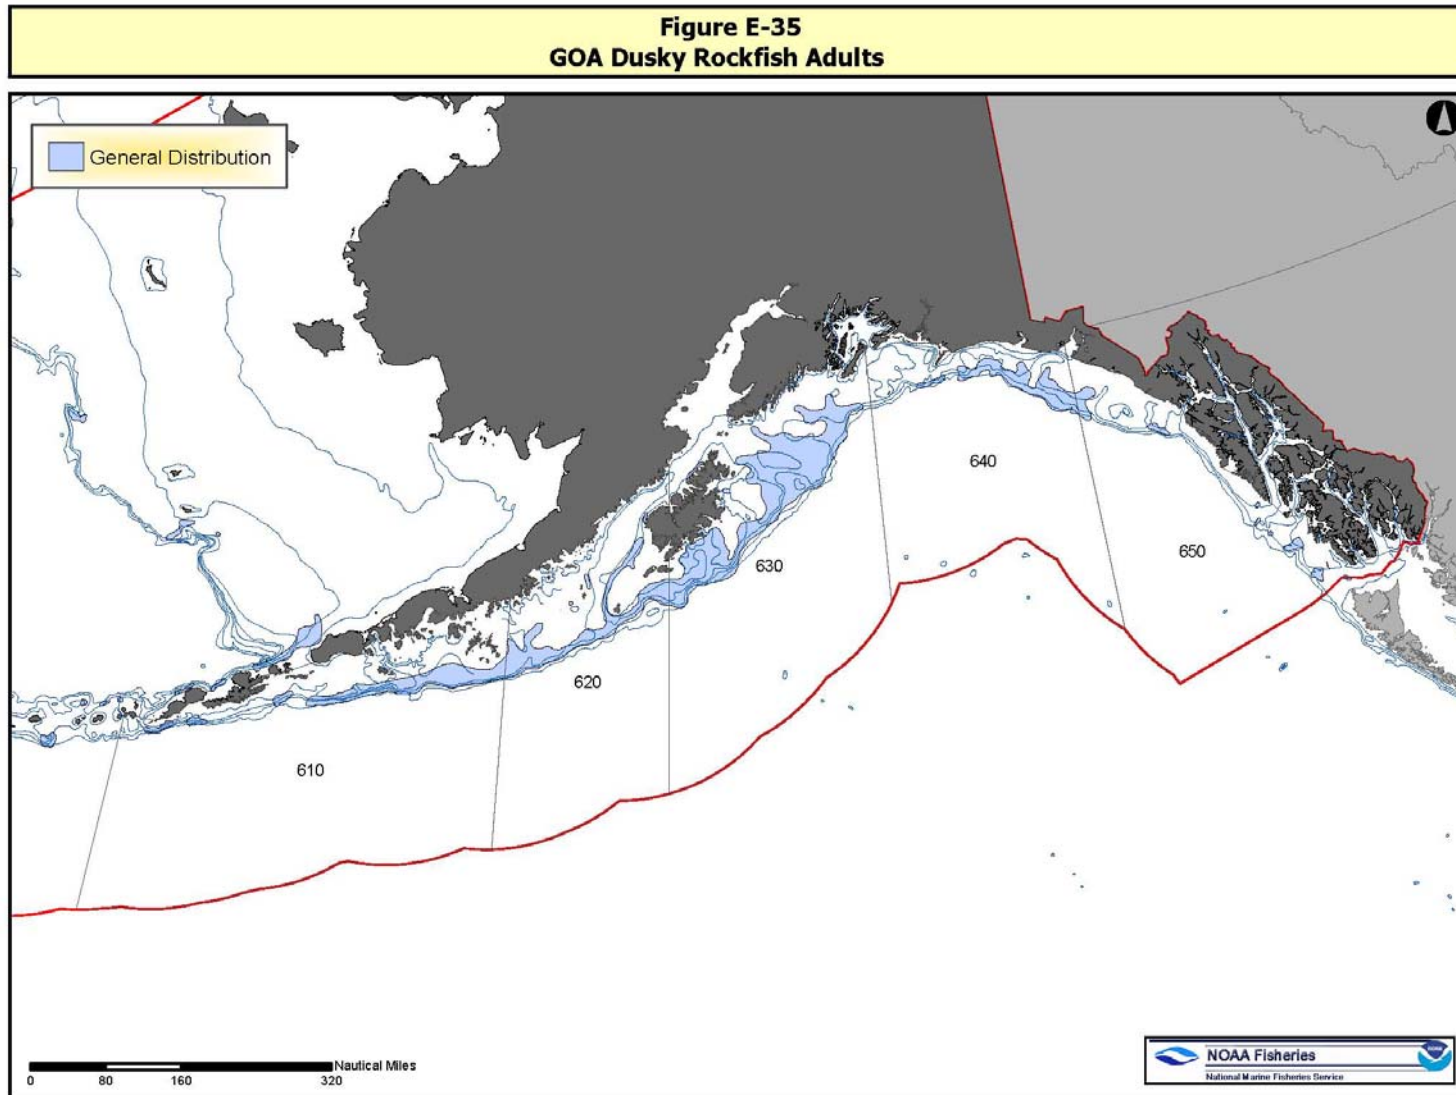 Figure E-35
GOA Dusky Rockfish Adults
General Distribution
640
650
630
620
610
Nautical Miles
0 80 160 320
NOAA Fisheries
National Marine Fisheries Service